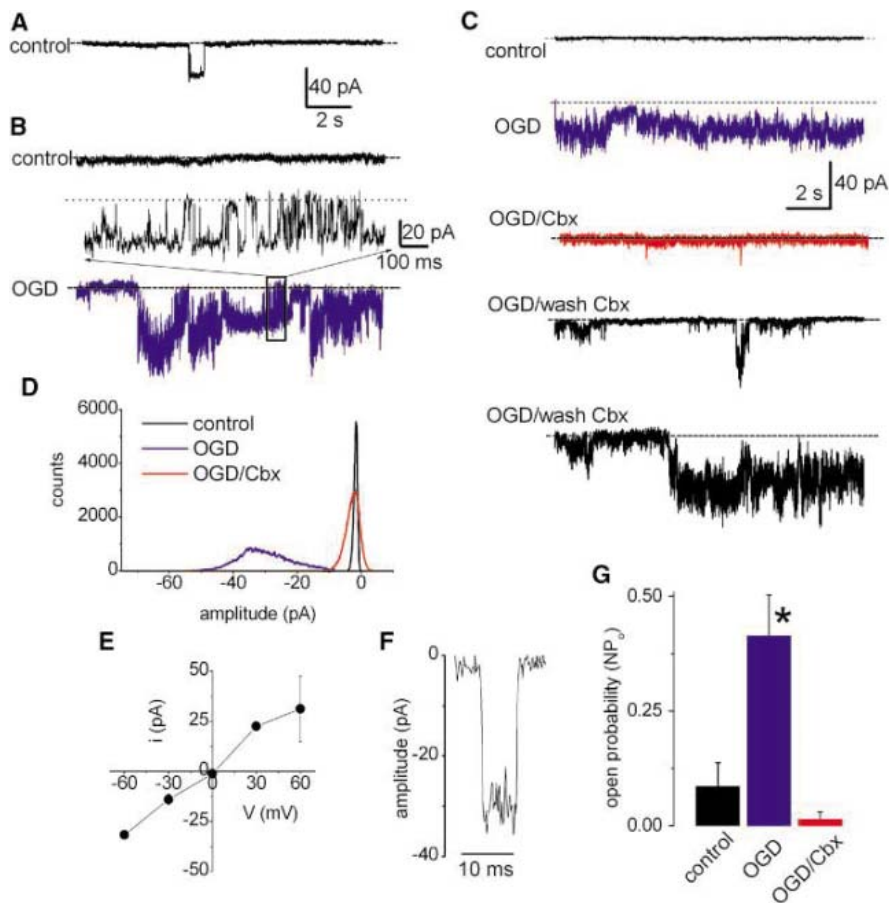 A
control
40 pA
2 s
B
control
20 pA
100 ms
OGD
C
control
OGD
2 s
40 pA
OGD/Cbx
OGD/wash Cbx
OGD/wash Cbx
D
6000
4000
2000
0
counts
control
OGD
OGD/Cbx
-60 -40 -20 0
amplitude (pA)
E
50
25
0
-25
-50
i (pA)
-60 -30 0 30 60
V (mV)
F
0
-20
-40
amplitude (pA)
10 ms
G
0.50
0.25
0.00
open probability (NPo)
*
control
OGD
OGD/Cbx